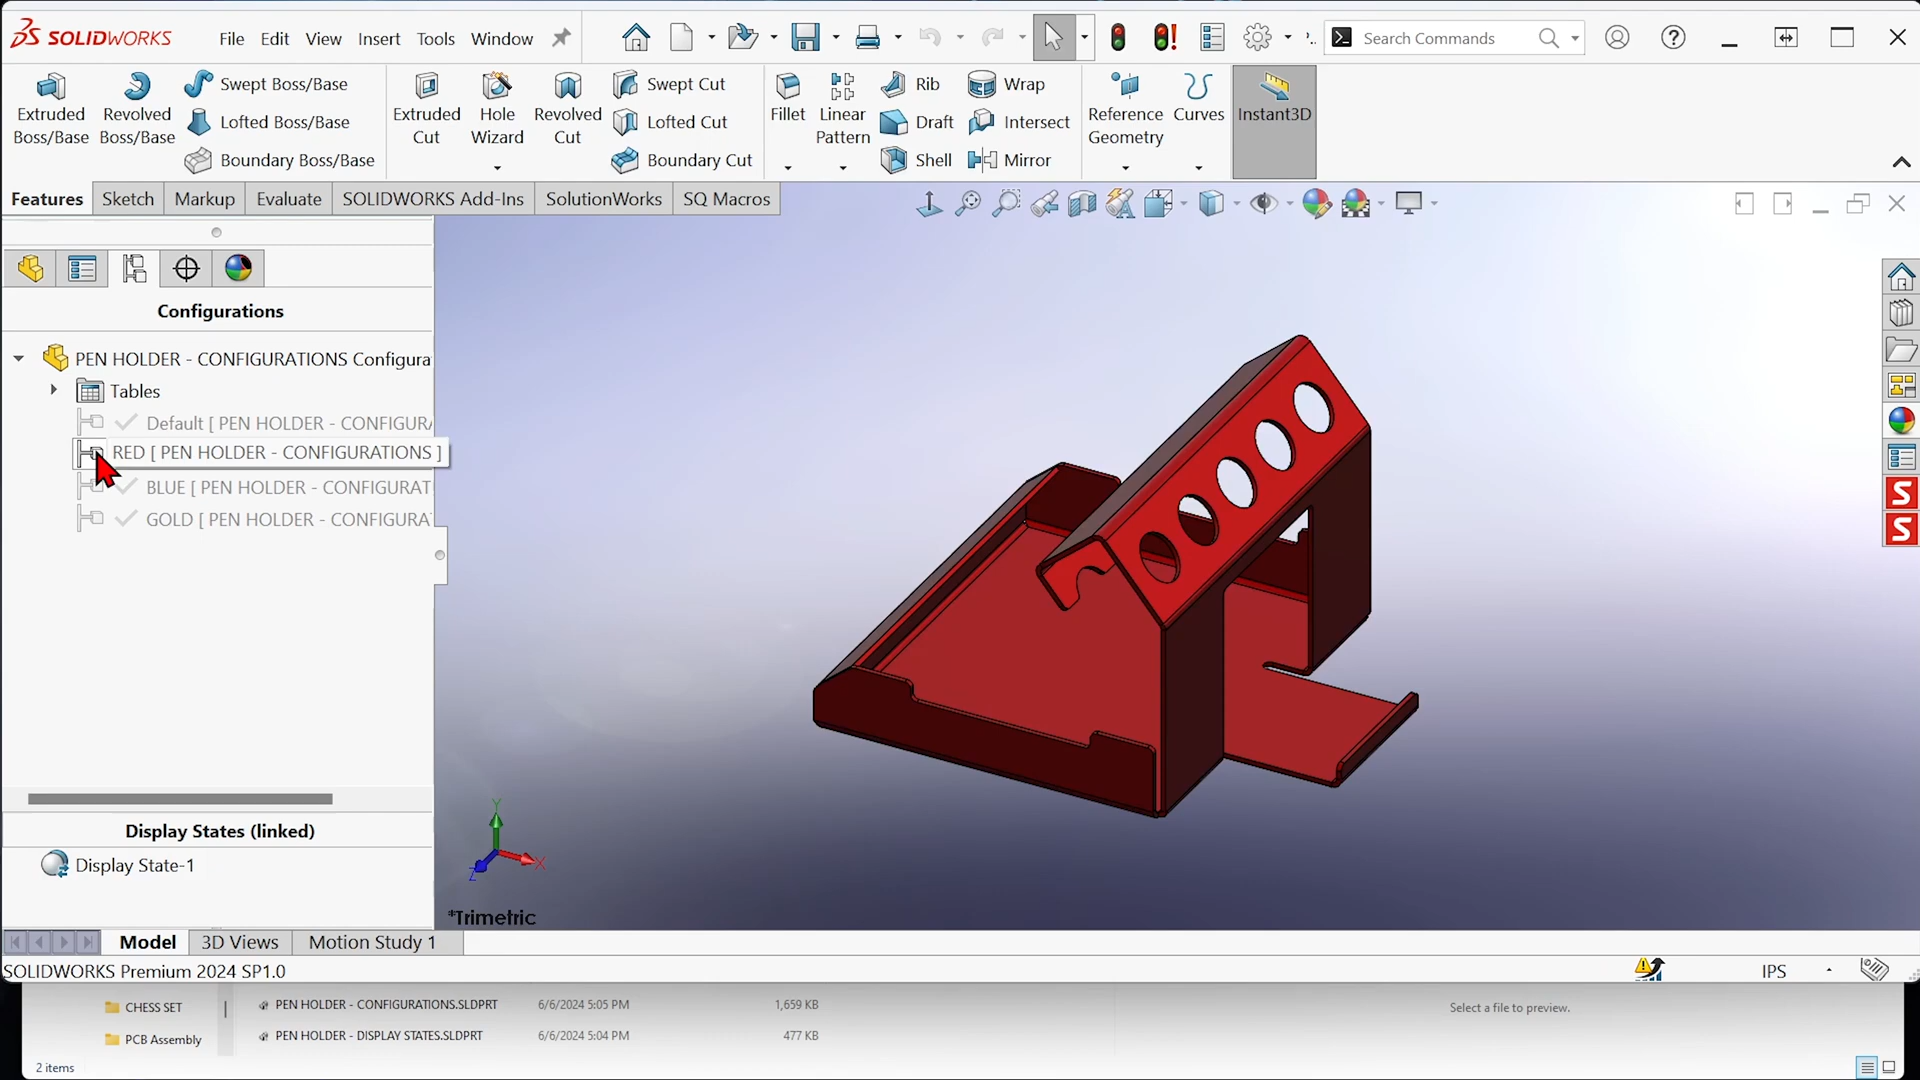 SOLIDWORKS
File Edit View Insert Tools Window
Search Commands
Extruded Boss/Base
Revolved Boss/Base
Swept Boss/Base
Lofted Boss/Base
Boundary Boss/Base
Extruded Cut
Hole Wizard
Revolved Cut
Swept Cut
Lofted Cut
Boundary Cut
Fillet
Linear Pattern
Rib
Draft
Shell
Wrap
Intersect
Mirror
Reference Geometry
Curves
Instant3D
Features Sketch Markup Evaluate SOLIDWORKS Add-Ins SolutionWorks SQ Macros
Configurations
PEN HOLDER - CONFIGURATIONS Configura
Tables
Default [ PEN HOLDER - CONFIGURA
RED [ PEN HOLDER - CONFIGURATIONS ]
BLUE [ PEN HOLDER - CONFIGURAT
GOLD [ PEN HOLDER - CONFIGURA
Display States (linked)
Display State-1
Y
X
Z
*Trimetric
Model 3D Views Motion Study 1
SOLIDWORKS Premium 2024 SP1.0
IPS
CHESS SET PEN HOLDER - CONFIGURATIONS.SLDPRT 6/6/2024 5:05 PM 1,659 KB Select a file to preview.
PCB Assembly PEN HOLDER - DISPLAY STATES.SLDPRT 6/6/2024 5:04 PM 477 KB
2 items